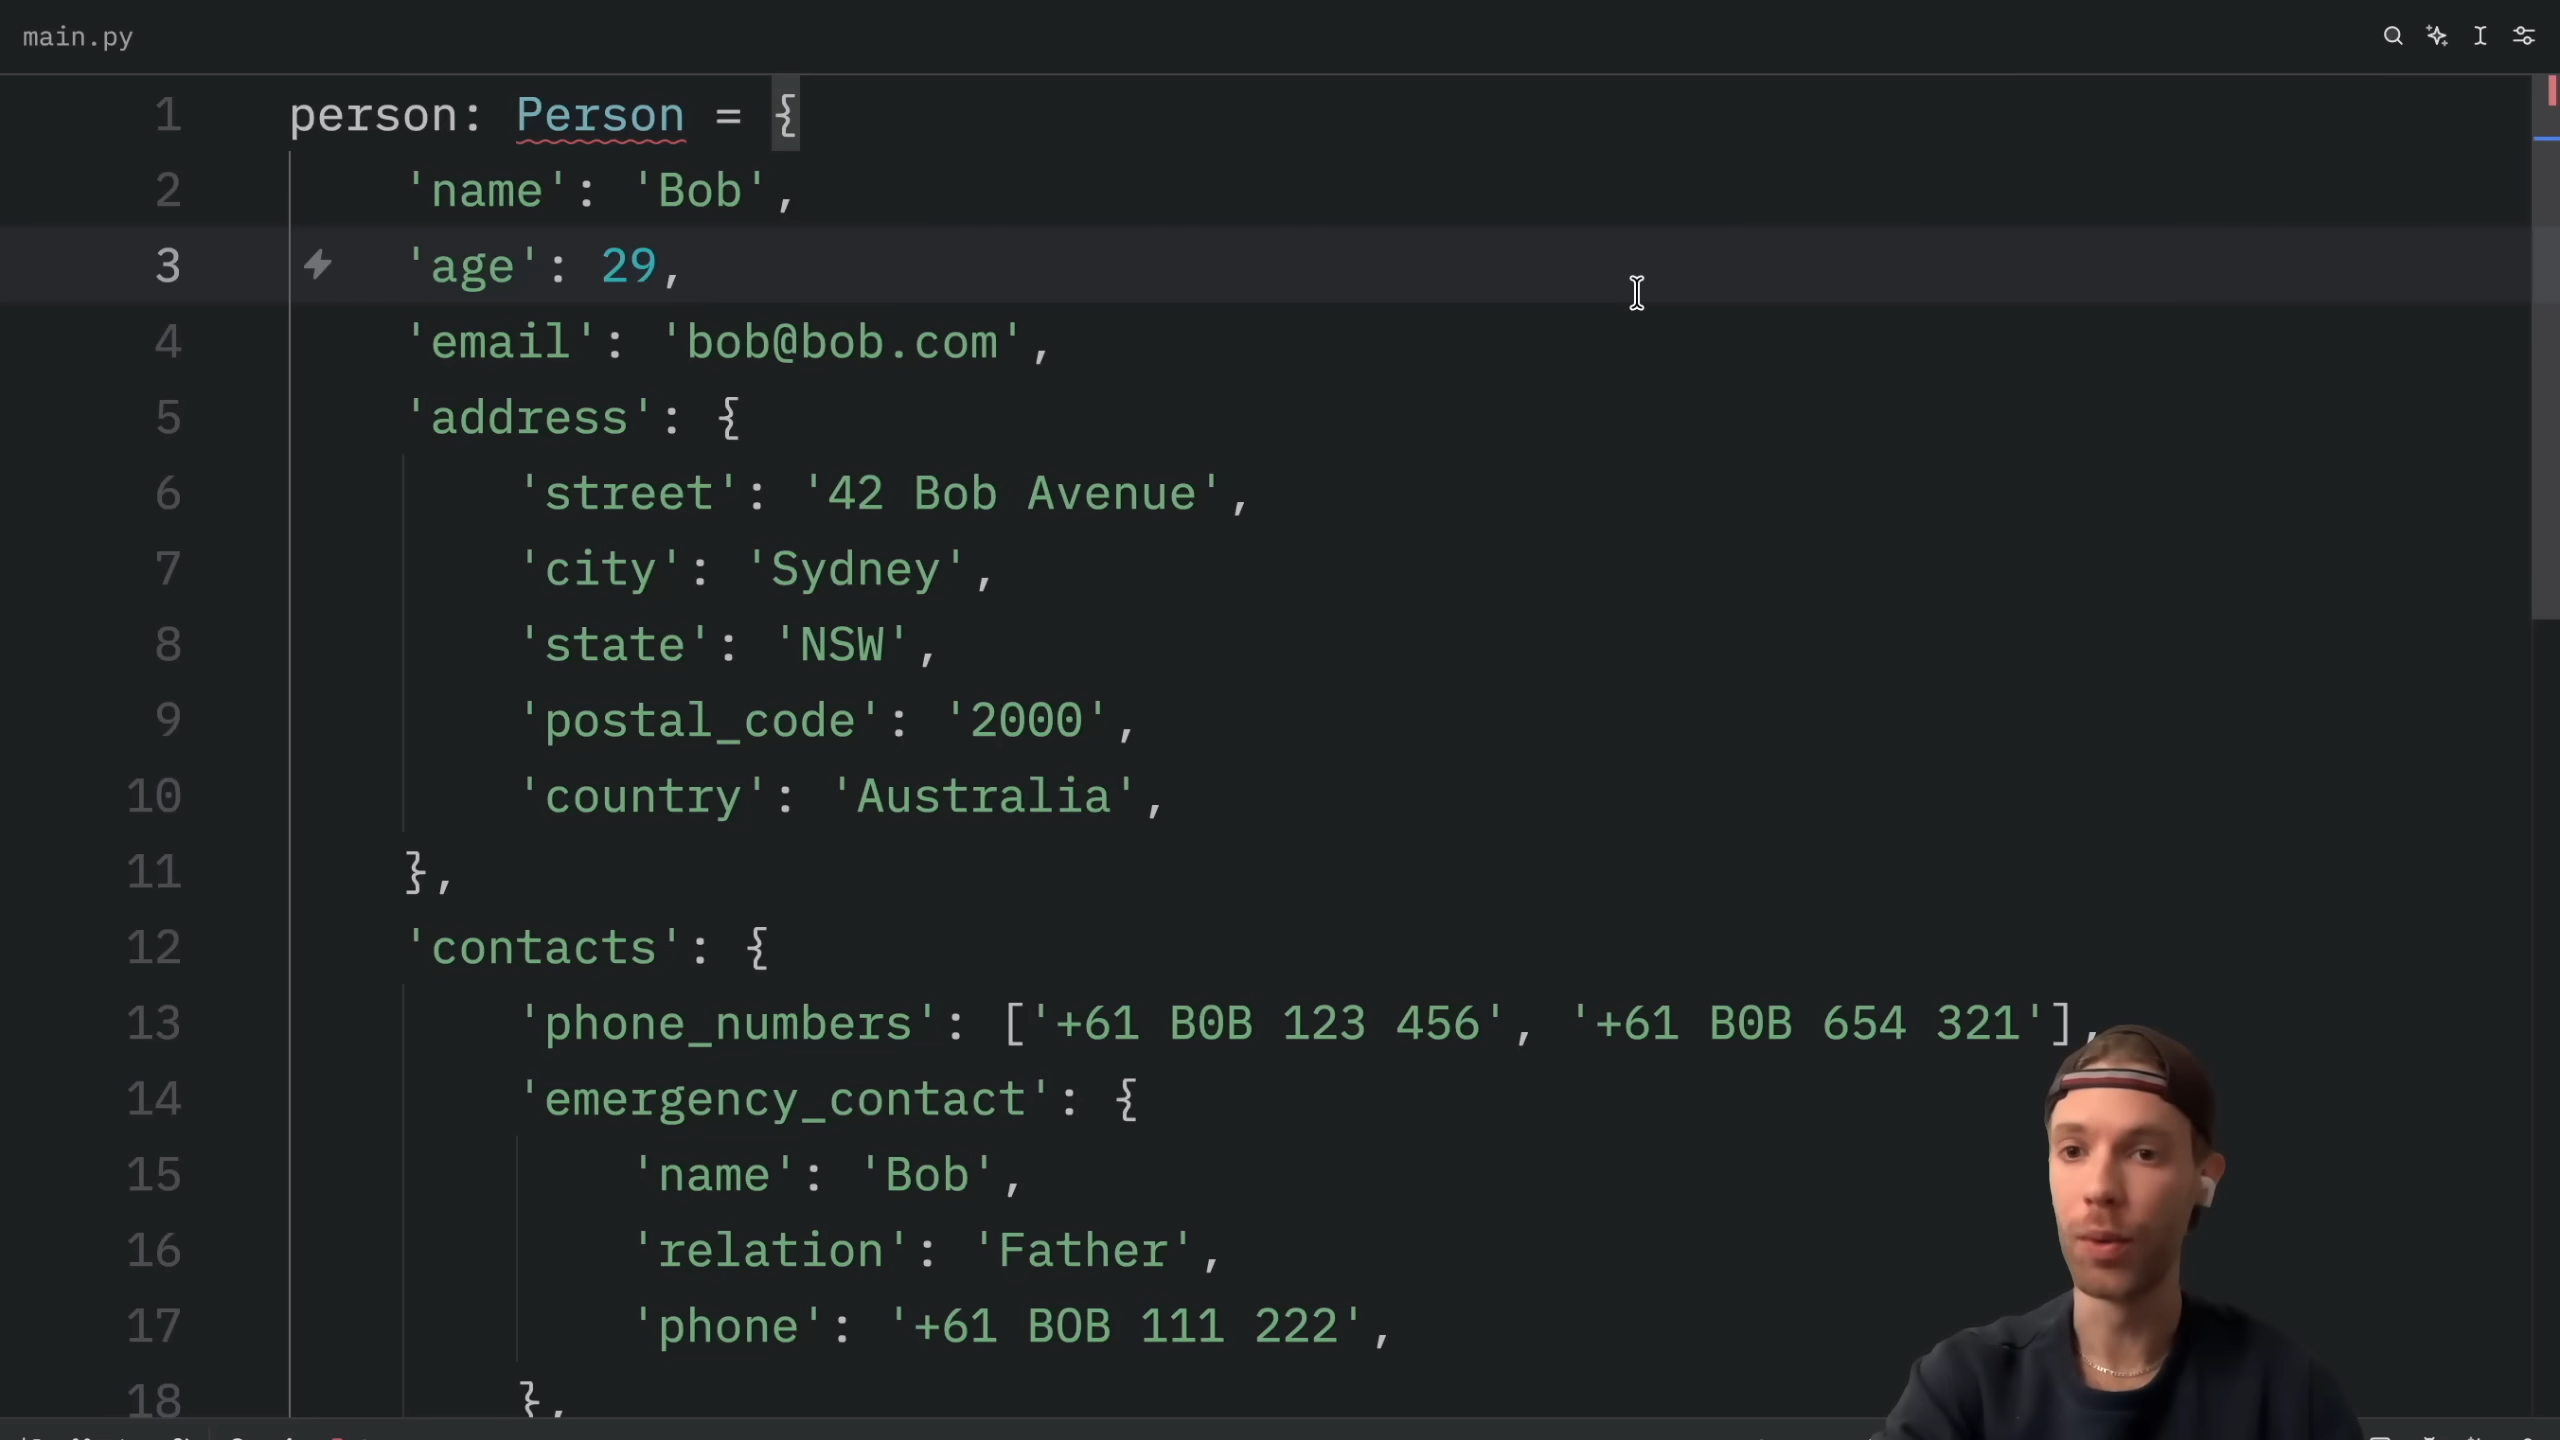 main.py
1 person: Person = {
2 'name': 'Bob',
3 'age': 29,
4 'email': 'bob@bob.com',
5 'address': {
6 'street': '42 Bob Avenue',
7 'city': 'Sydney',
8 'state': 'NSW',
9 'postal_code': '2000',
10 'country': 'Australia',
11 },
12 'contacts': {
13 'phone_numbers': ['+61 B0B 123 456', '+61 B0B 654 321'],
14 'emergency_contact': {
15 'name': 'Bob',
16 'relation': 'Father',
17 'phone': '+61 BOB 111 222',
18 },